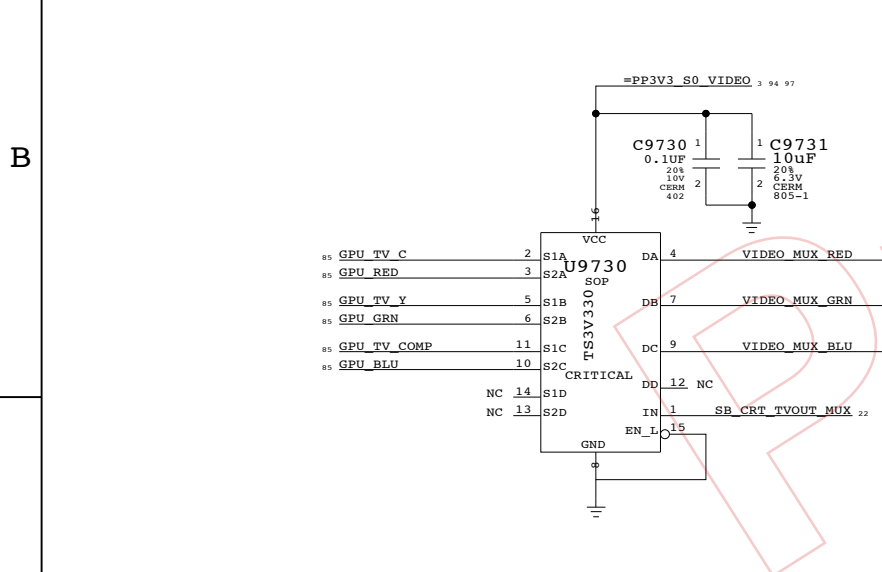 B
=PP3V3_S0_VIDEO 3 94 97
C9730 1
0.1UF
20%
10V
CERM 2
402
1 C9731
10uF
20%
6.3V
2 CERM
805-1
16
VCC
85 GPU_TV_C 2 S1A
85 GPU_RED 3 S2A
85 GPU_TV_Y 5 S1B
85 GPU_GRN 6 S2B
85 GPU_TV_COMP 11 S1C
85 GPU_BLU 10 S2C
NC 14 S1D
NC 13 S2D
U9730
SOP
TS3V330
CRITICAL
DA 4 VIDEO_MUX_RED
DB 7 VIDEO_MUX_GRN
DC 9 VIDEO_MUX_BLU
DD 12 NC
IN 1 SB_CRT_TVOUT_MUX 22
EN_L 15
GND
8